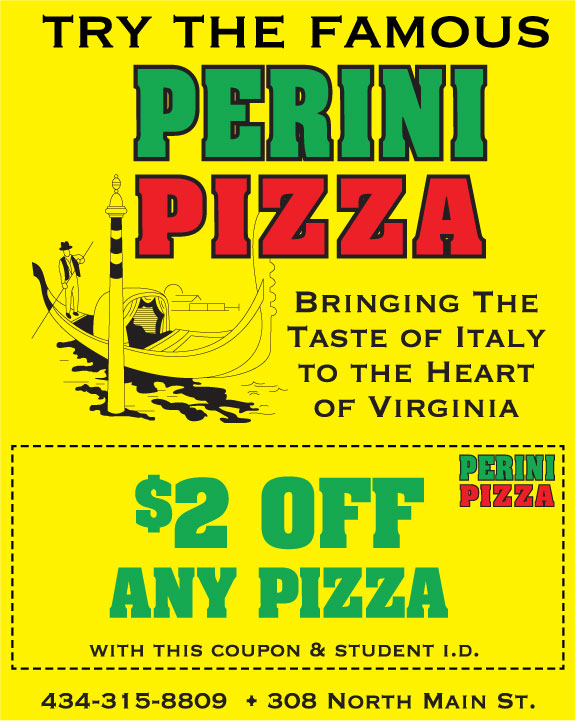 TRY THE FAMOUS
PERINI
PIZZA
BRINGING THE
TASTE OF ITALY
TO THE HEART
OF VIRGINIA
PERINI
PIZZA
$2 OFF
ANY PIZZA
WITH THIS COUPON & STUDENT I.D.
434-315-8809 + 308 NORTH MAIN ST.